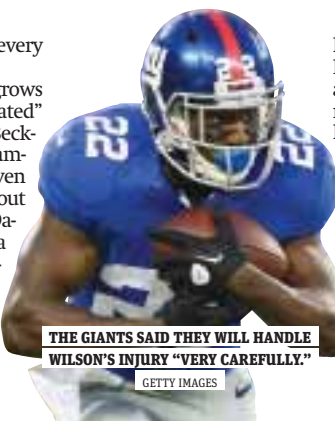 every
grows
ated”
Beck-
am-
ven
out
Da-
a
22
22
22
THE GIANTS SAID THEY WILL HANDLE
WILSON’S INJURY “VERY CAREFULLY.”
GETTY IMAGES